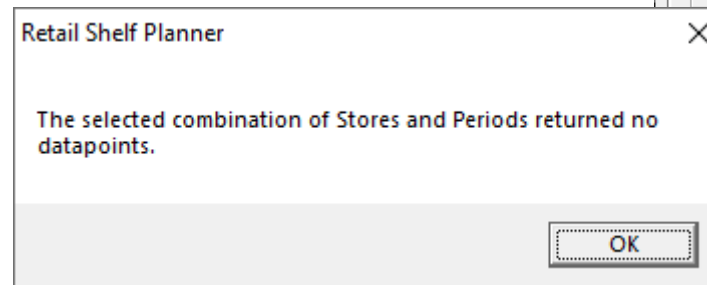 Retail Shelf Planner
The selected combination of Stores and Periods returned no
datapoints.
OK